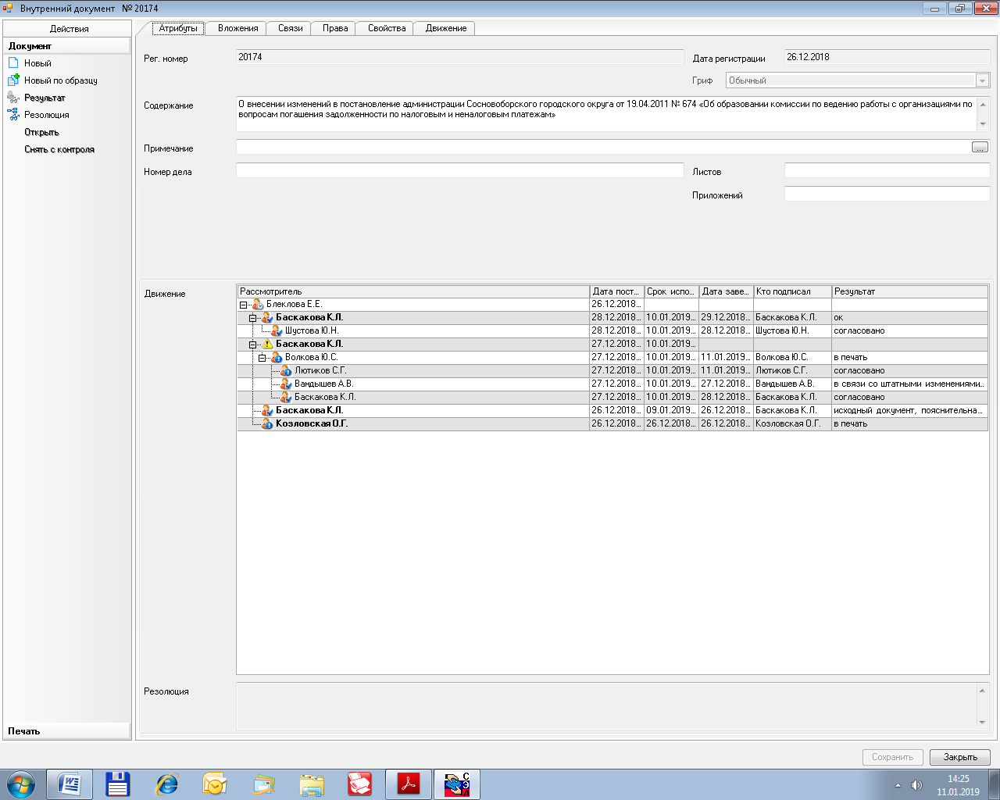 Внутренний документ № 20174
Действия
Документ
Новый
Новый по образцу
Результат
Резолюция
Открыть
Снять с контроля
Печать
Атрибуты Вложения Связи Права Свойства Движение
Рег. номер 20174 Дата регистрации 26.12.2018
Гриф Обычный
Содержание О внесении изменений в постановление администрации Сосновоборского городского округа от 19.04.2011 № 674 «Об образовании комиссии по ведению работы с организациями по
вопросам погашения задолженности по налоговым и неналоговым платежам»
Примечание ...
Номер дела Листов
Приложений
Движение
Рассмотритель Дата пост... Срок испо... Дата заве... Кто подписал Результат
Блеклова Е.Е. 26.12.2018...
Баскакова К.Л. 28.12.2018... 10.01.2019... 29.12.2018... Баскакова К.Л. ок
Шустова Ю.Н. 28.12.2018... 10.01.2019... 28.12.2018... Шустова Ю.Н. согласовано
Баскакова К.Л. 27.12.2018... 10.01.2019...
Волкова Ю.С. 27.12.2018... 10.01.2019... 11.01.2019... Волкова Ю.С. в печать
Лютиков С.Г. 27.12.2018... 10.01.2019... 11.01.2019... Лютиков С.Г. согласовано
Вандышев А.В. 27.12.2018... 10.01.2019... 27.12.2018... Вандышев А.В. в связи со штатными изменениями...
Баскакова К.Л. 27.12.2018... 10.01.2019... 28.12.2018... Баскакова К.Л. согласовано
Баскакова К.Л. 26.12.2018... 09.01.2019... 26.12.2018... Баскакова К.Л. исходный документ, пояснительна...
Козловская О.Г. 26.12.2018... 26.12.2018... 26.12.2018... Козловская О.Г. в печать
Резолюция
Сохранить Закрыть
СЭД
14:25
11.01.2019